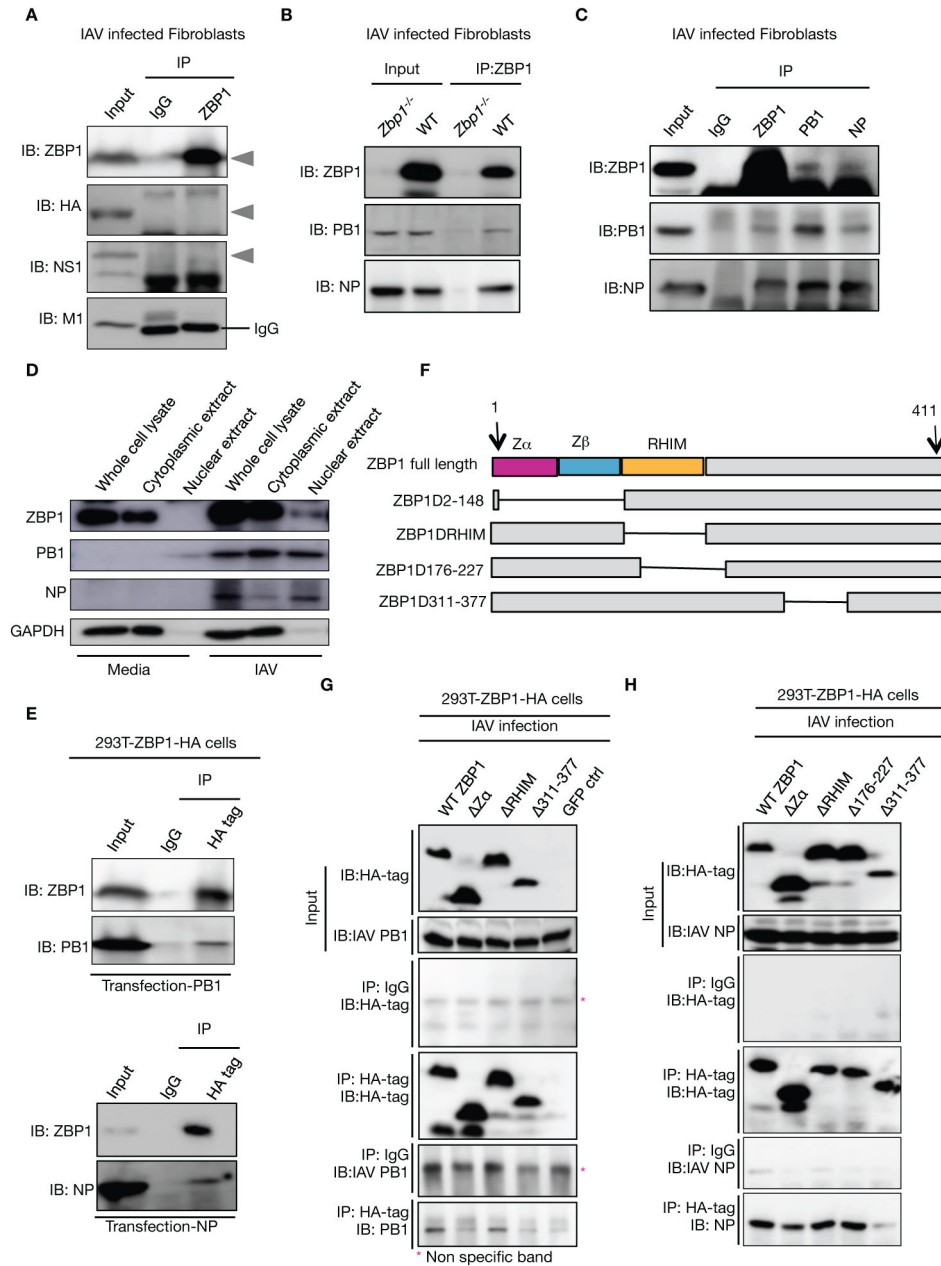 A
IAV infected Fibroblasts
IP
Input
IgG
ZBP1
IB: ZBP1
IB: HA
IB: NS1
IB: M1
IgG
B
IAV infected Fibroblasts
Input
IP:ZBP1
Zbp1-/-
WT
Zbp1-/-
WT
IB: ZBP1
IB: PB1
IB: NP
C
IAV infected Fibroblasts
IP
Input
IgG
ZBP1
PB1
NP
IB:ZBP1
IB:PB1
IB:NP
D
Whole cell lysate
Cytoplasmic extract
Nuclear extract
Whole cell lysate
Cytoplasmic extract
Nuclear extract
ZBP1
PB1
NP
GAPDH
Media
IAV
F
1
411
Zα
Zβ
RHIM
ZBP1 full length
ZBP1D2-148
ZBP1DRHIM
ZBP1D176-227
ZBP1D311-377
E
293T-ZBP1-HA cells
IP
Input
IgG
HA tag
IB: ZBP1
IB: PB1
Transfection-PB1
IP
Input
IgG
HA tag
IB: ZBP1
IB: NP
Transfection-NP
G
293T-ZBP1-HA cells
IAV infection
WT ZBP1
ΔZα
ΔRHIM
Δ311-377
GFP ctrl
Input
IB:HA-tag
IB:IAV PB1
IP: IgG
IB:HA-tag
*
IP: HA-tag
IB:HA-tag
IP: IgG
IB:IAV PB1
*
IP: HA-tag
IB: PB1
* Non specific band
H
293T-ZBP1-HA cells
IAV infection
WT ZBP1
ΔZα
ΔRHIM
Δ176-227
Δ311-377
Input
IB:HA-tag
IB:IAV NP
IP: IgG
IB:HA-tag
IP: HA-tag
IB:HA-tag
IP: IgG
IB:IAV NP
IP: HA-tag
IB: NP